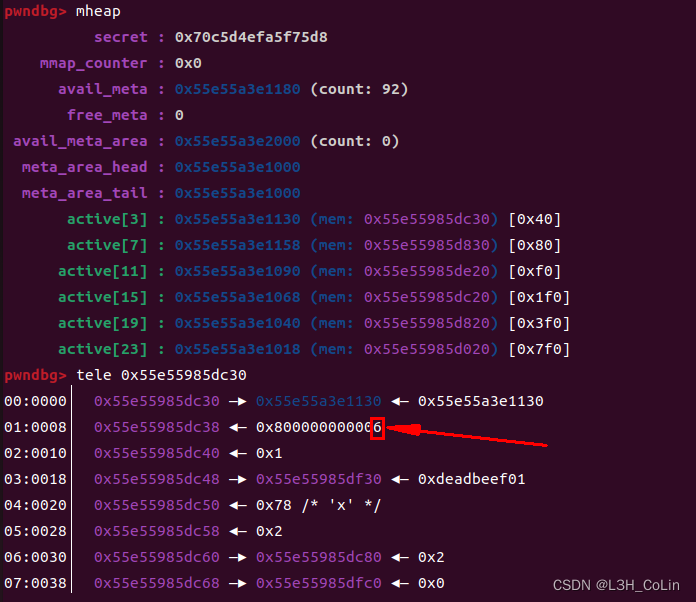 pwndbg> mheap
secret : 0x70c5d4efa5f75d8
mmap_counter : 0x0
avail_meta : 0x55e55a3e1180 (count: 92)
free_meta : 0
avail_meta_area : 0x55e55a3e2000 (count: 0)
meta_area_head : 0x55e55a3e1000
meta_area_tail : 0x55e55a3e1000
active[3] : 0x55e55a3e1130 (mem: 0x55e55985dc30) [0x40]
active[7] : 0x55e55a3e1158 (mem: 0x55e55985d830) [0x80]
active[11] : 0x55e55a3e1090 (mem: 0x55e55985de20) [0xf0]
active[15] : 0x55e55a3e1068 (mem: 0x55e55985dc20) [0x1f0]
active[19] : 0x55e55a3e1040 (mem: 0x55e55985d820) [0x3f0]
active[23] : 0x55e55a3e1018 (mem: 0x55e55985d020) [0x7f0]
pwndbg> tele 0x55e55985dc30
00:0000│ 0x55e55985dc30 —▸ 0x55e55a3e1130 ◂— 0x55e55a3e1130
01:0008│ 0x55e55985dc38 ◂— 0x800000000006
02:0010│ 0x55e55985dc40 ◂— 0x1
03:0018│ 0x55e55985dc48 —▸ 0x55e55985df30 ◂— 0xdeadbeef01
04:0020│ 0x55e55985dc50 ◂— 0x78 /* 'x' */
05:0028│ 0x55e55985dc58 ◂— 0x2
06:0030│ 0x55e55985dc60 —▸ 0x55e55985dc80 ◂— 0x2
07:0038│ 0x55e55985dc68 —▸ 0x55e55985dfc0 ◂— 0x0
CSDN @L3H_CoLin